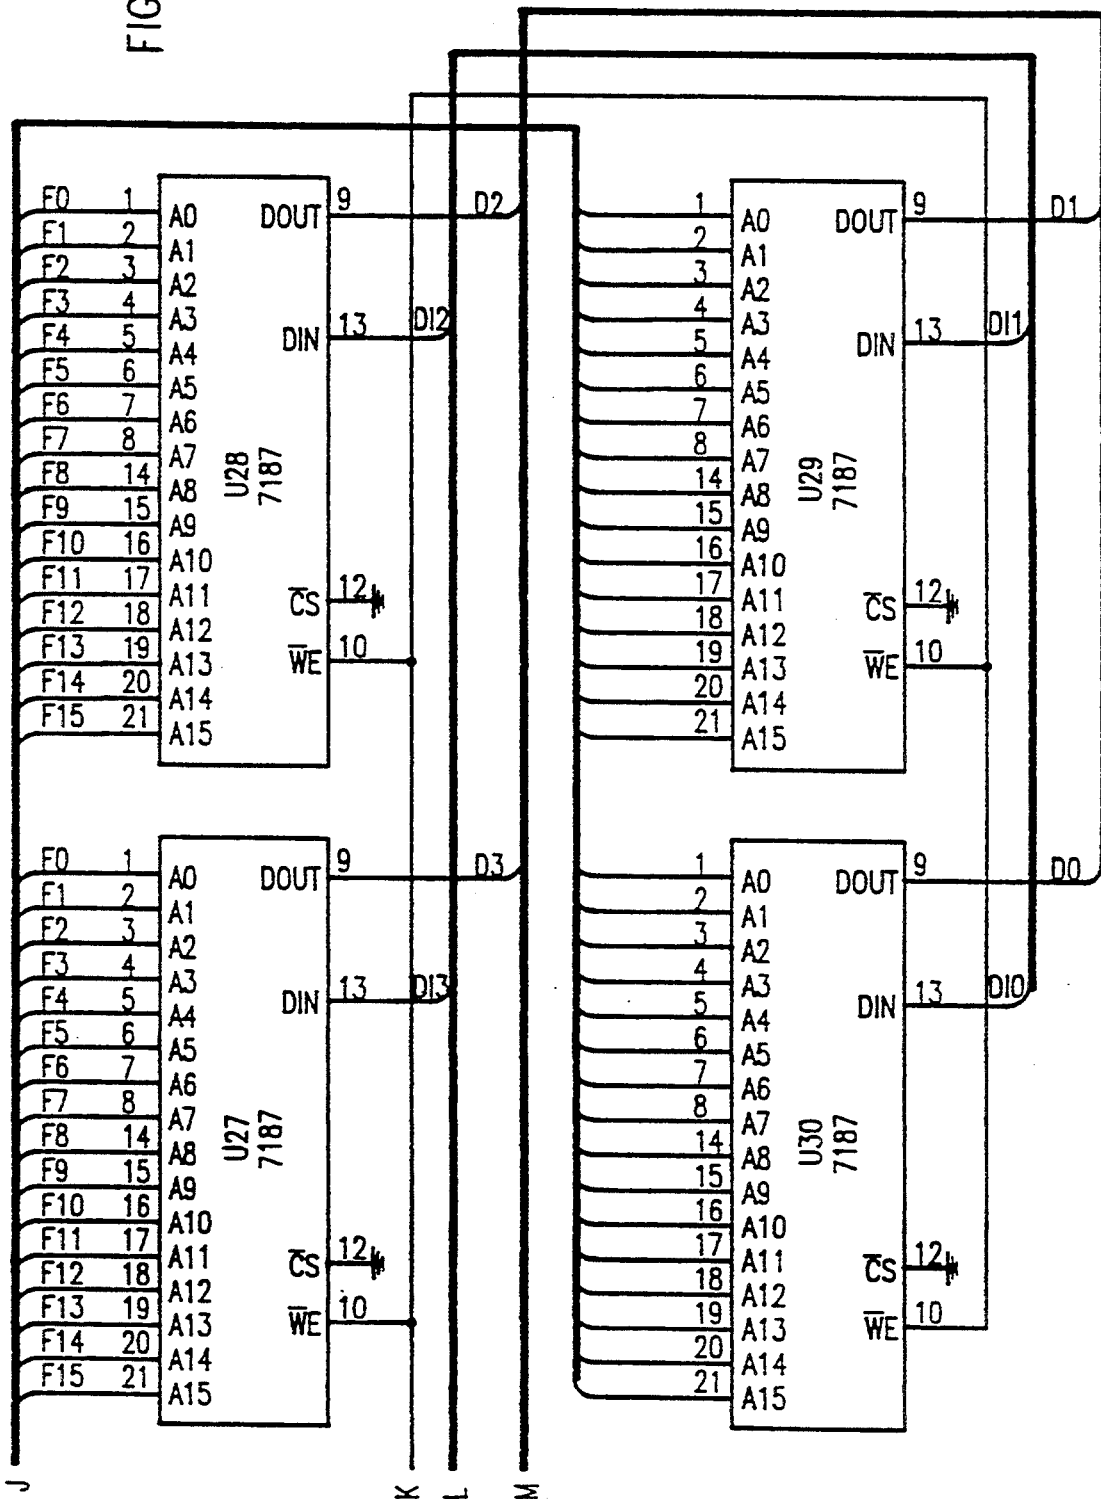 FIG
F0 1 A0 DOUT 9 D2
F1 2 A1
F2 3 A2
F3 4 A3 DIN 13 DI2
F4 5 A4
F5 6 A5
F6 7 A6
F7 8 A7
F8 14 A8
F9 15 A9
F10 16 A10
F11 17 A11 C̅S̅ 12
F12 18 A12
F13 19 A13 W̅E̅ 10
F14 20 A14
F15 21 A15
U28
7187
1 A0 DOUT 9 D1
2 A1
3 A2
4 A3 DIN 13 DI1
5 A4
6 A5
7 A6
8 A7
14 A8
15 A9
16 A10
17 A11 C̅S̅ 12
18 A12
19 A13 W̅E̅ 10
20 A14
21 A15
U29
7187
F0 1 A0 DOUT 9 D3
F1 2 A1
F2 3 A2
F3 4 A3 DIN 13 DI3
F4 5 A4
F5 6 A5
F6 7 A6
F7 8 A7
F8 14 A8
F9 15 A9
F10 16 A10
F11 17 A11 C̅S̅ 12
F12 18 A12
F13 19 A13 W̅E̅ 10
F14 20 A14
F15 21 A15
U27
7187
1 A0 DOUT 9 D0
2 A1
3 A2
4 A3 DIN 13 DI0
5 A4
6 A5
7 A6
8 A7
14 A8
15 A9
16 A10
17 A11 C̅S̅ 12
18 A12
19 A13 W̅E̅ 10
20 A14
21 A15
U30
7187
J
K
L
M